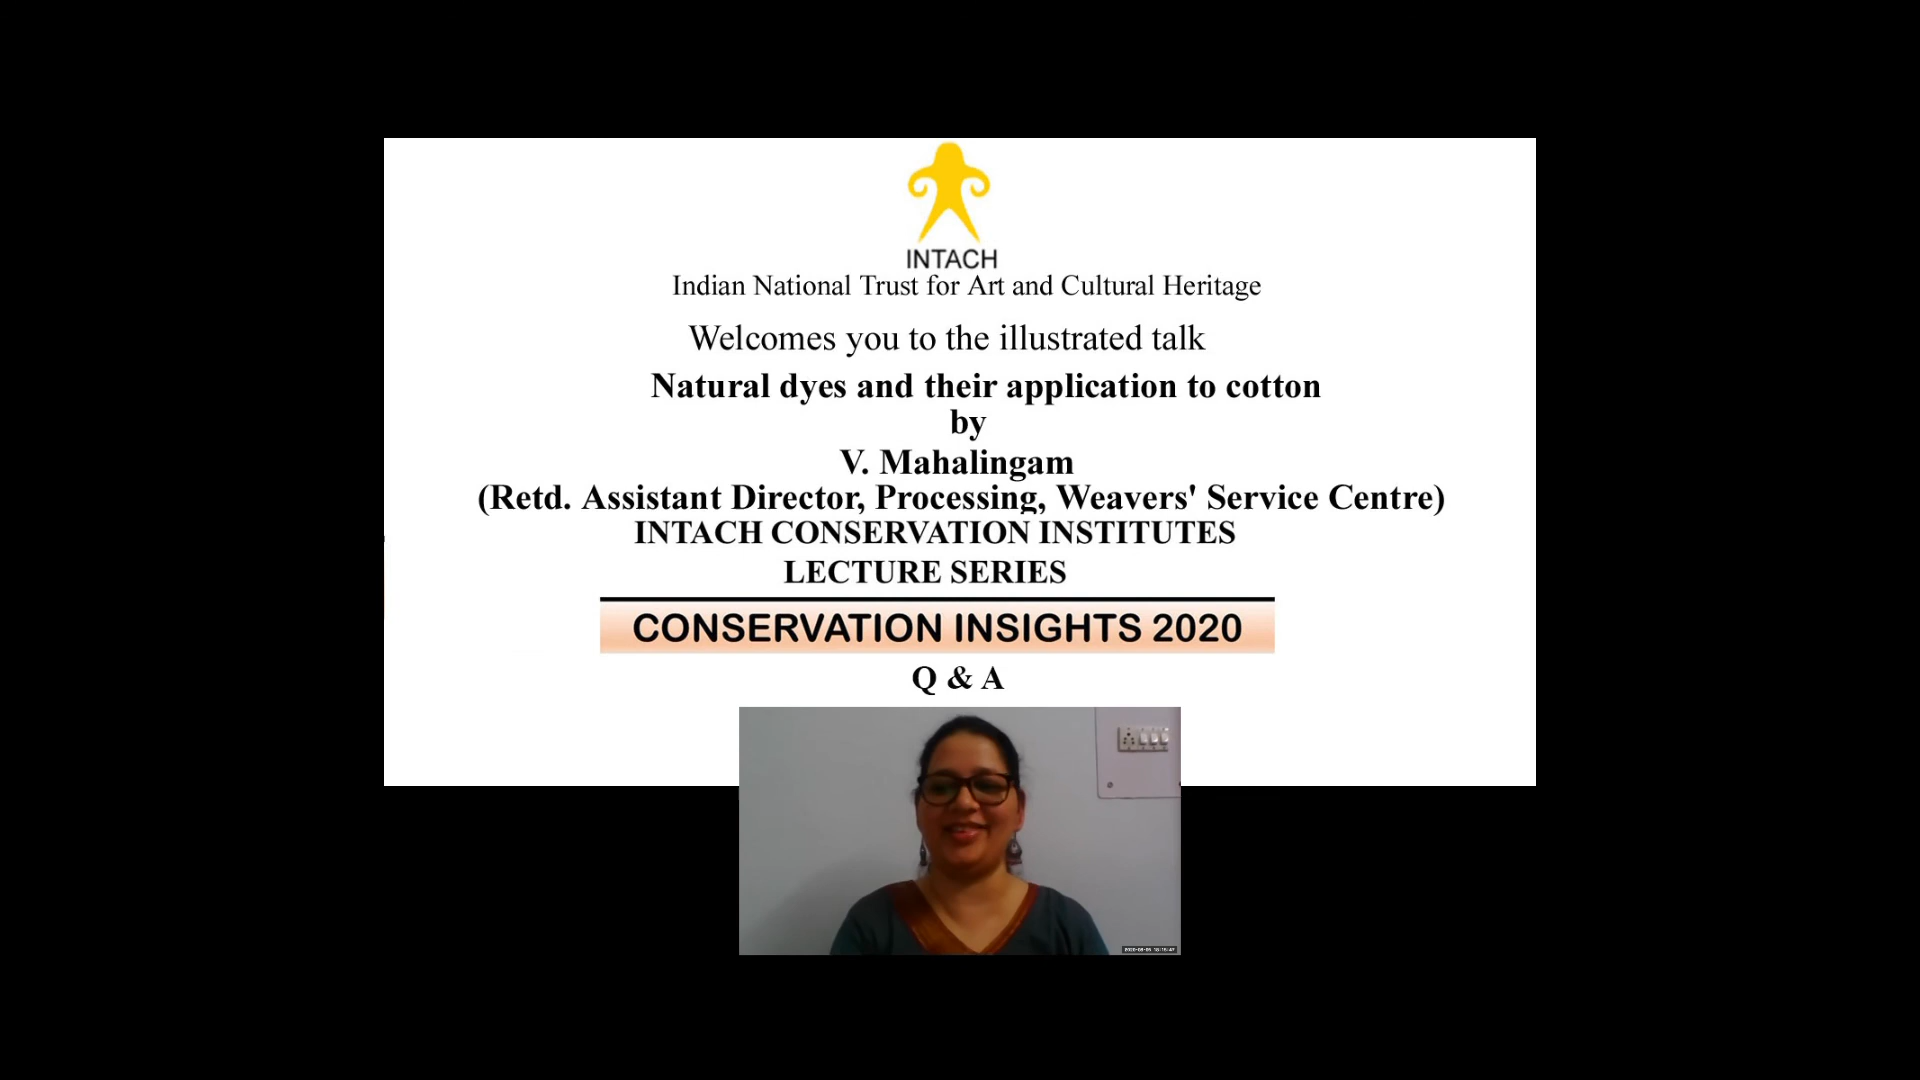 INTACH
Indian National Trust for Art and Cultural Heritage
Welcomes you to the illustrated talk
Natural dyes and their application to cotton
by
V. Mahalingam
(Retd. Assistant Director, Processing, Weavers' Service Centre)
INTACH CONSERVATION INSTITUTES
LECTURE SERIES
CONSERVATION INSIGHTS 2020
Q & A